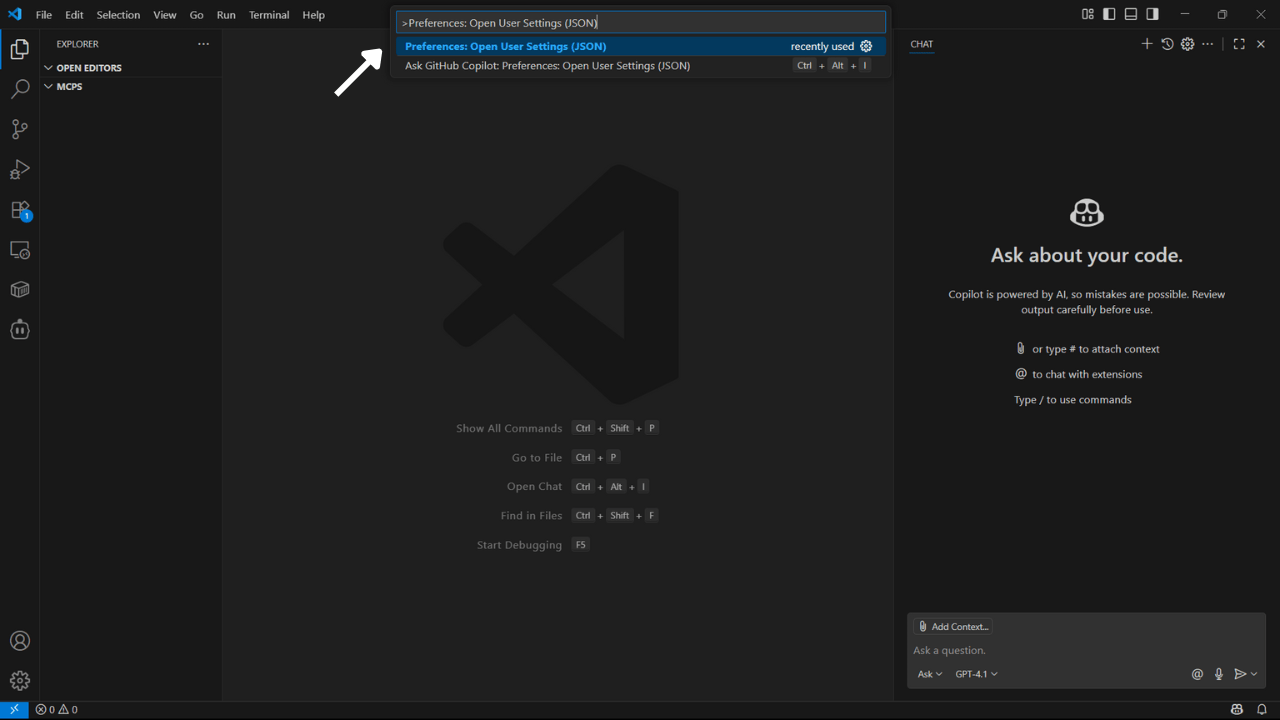 File Edit Selection View Go Run Terminal Help
>Preferences: Open User Settings (JSON)
Preferences: Open User Settings (JSON) recently used
Ask GitHub Copilot: Preferences: Open User Settings (JSON) Ctrl + Alt + I
EXPLORER
OPEN EDITORS
MCPS
1
Show All Commands Ctrl + Shift + P
Go to File Ctrl + P
Open Chat Ctrl + Alt + I
Find in Files Ctrl + Shift + F
Start Debugging F5
CHAT
Ask about your code.
Copilot is powered by AI, so mistakes are possible. Review
output carefully before use.
or type # to attach context
@ to chat with extensions
Type / to use commands
Add Context...
Ask a question.
Ask GPT-4.1 @
0 0